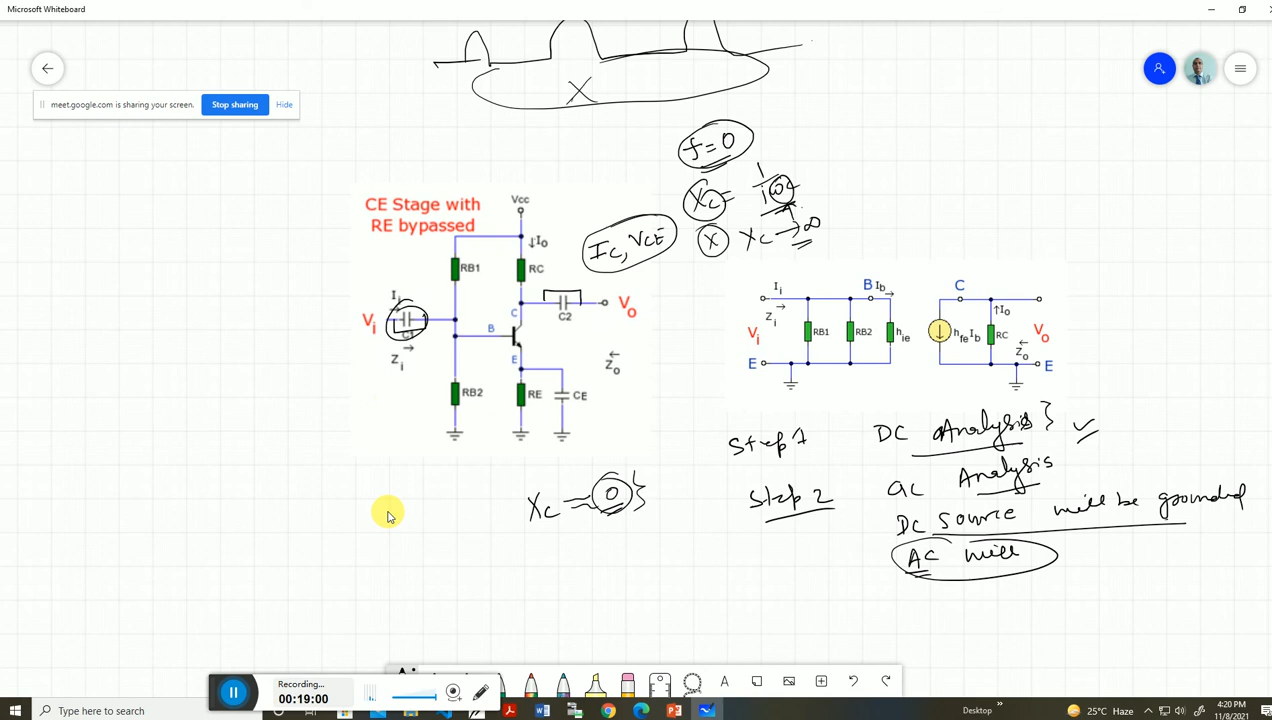 Microsoft Whiteboard
meet.google.com is sharing your screen.
Stop sharing
Hide
X
f=0
CE Stage with
RE bypassed
Vcc
Xc = 1/jωc
IC, VCE
X Xc → ∞
↓Io
RB1
RC
Ii
Vi
C1
Zi
B
C
E
C2
Vo
Zo
RB2
RE
CE
Ii
B
Ib
C
Zi
Vi
RB1
RB2
hie
hfe Ib
↑Io
RC
Vo
Zo
E
E
Step 1
DC Analysis } ✓
Step 2
ac Analysis
Xc ≈ 0 }
DC source will be grounded
AC will
Recording...
00:19:00
A
Type here to search
Desktop
25°C Haze
4:20 PM
11/8/2021